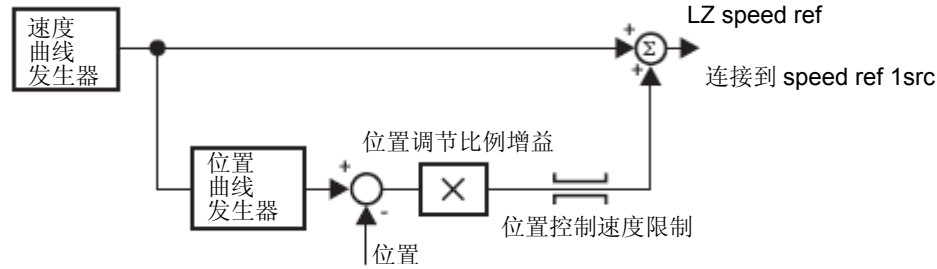 速度
曲线
发生器
LZ speed ref
+
Σ
+
连接到 speed ref 1src
位置调节比例增益
位置
曲线
发生器
+
-
×
位置控制速度限制
位置